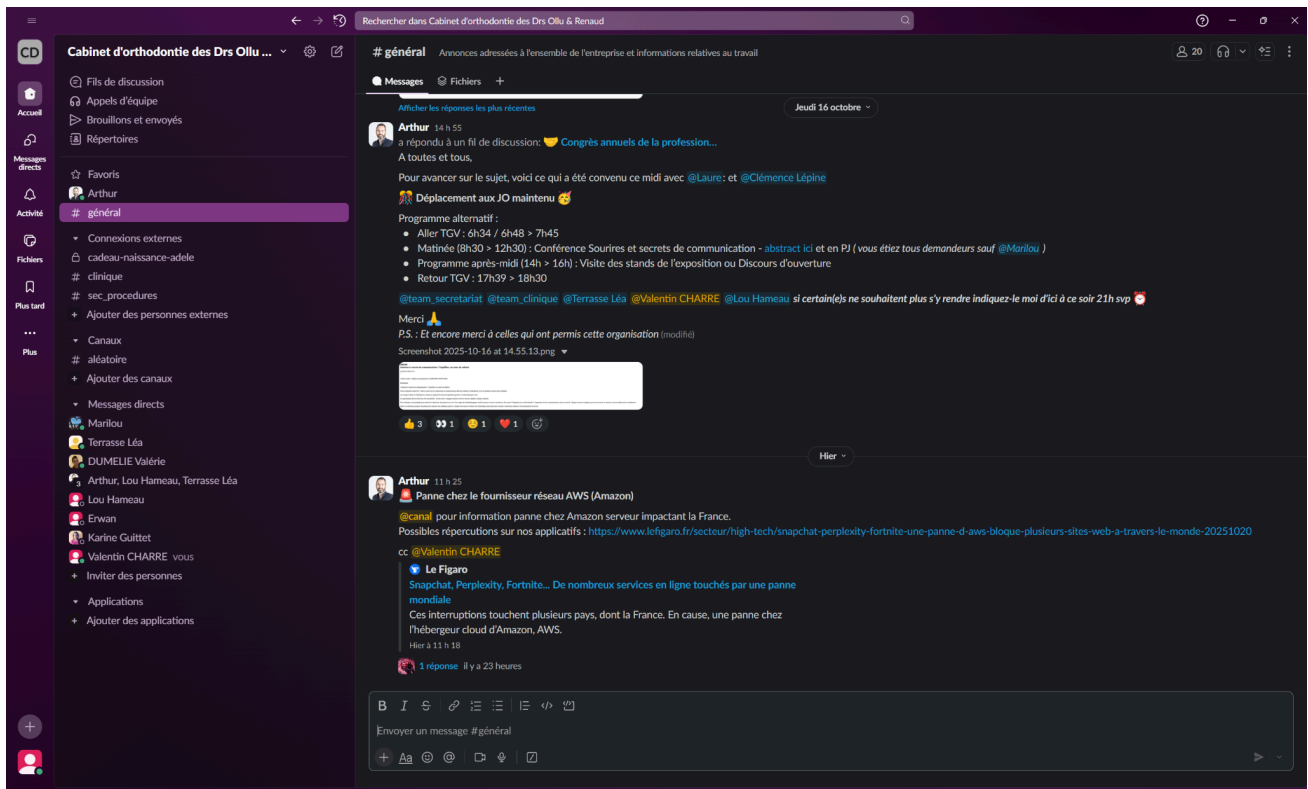 Rechercher dans Cabinet d'orthodontie des Drs Ollu & Renaud
CD
Accueil
Messages directs
Activité
Fichiers
Plus tard
Plus
Cabinet d'orthodontie des Drs Ollu ...
Fils de discussion
Appels d'équipe
Brouillons et envoyés
Répertoires
Favoris
Arthur
# général
Connexions externes
cadeau-naissance-adele
# clinique
# sec_procedures
+ Ajouter des personnes externes
Canaux
# aléatoire
+ Ajouter des canaux
Messages directs
Marilou
Terrasse Léa
DUMELIE Valérie
3 Arthur, Lou Hameau, Terrasse Léa
Lou Hameau
Erwan
Karine Guittet
Valentin CHARRE vous
+ Inviter des personnes
Applications
+ Ajouter des applications
# général Annonces adressées à l'ensemble de l'entreprise et informations relatives au travail
20
Messages Fichiers +
Afficher les réponses les plus récentes
Jeudi 16 octobre
Arthur 14 h 55
a répondu à un fil de discussion: 🤝 Congrès annuels de la profession...
A toutes et tous,
Pour avancer sur le sujet, voici ce qui a été convenu ce midi avec @Laure: et @Clémence Lépine
🎊 Déplacement aux JO maintenu 🥳
Programme alternatif :
• Aller TGV : 6h34 / 6h48 > 7h45
• Matinée (8h30 > 12h30) : Conférence Sourires et secrets de communication - abstract ici et en PJ ( vous étiez tous demandeurs sauf @Marilou )
• Programme après-midi (14h > 16h) : Visite des stands de l'exposition ou Discours d'ouverture
• Retour TGV : 17h39 > 18h30
@team_secretariat @team_clinique @Terrasse Léa @Valentin CHARRE @Lou Hameau si certain(e)s ne souhaitent plus s'y rendre indiquez-le moi d'ici à ce soir 21h svp ⏰
Merci 🙏
P.S. : Et encore merci à celles qui ont permis cette organisation (modifié)
Screenshot 2025-10-16 at 14.55.13.png
👍 3 👀 1 ☺️ 1 ❤️ 1
Hier
Arthur 11 h 25
🚨 Panne chez le fournisseur réseau AWS (Amazon)
@canal pour information panne chez Amazon serveur impactant la France.
Possibles répercutions sur nos applicatifs : https://www.lefigaro.fr/secteur/high-tech/snapchat-perplexity-fortnite-une-panne-d-aws-bloque-plusieurs-sites-web-a-travers-le-monde-20251020
cc @Valentin CHARRE
Le Figaro
Snapchat, Perplexity, Fortnite... De nombreux services en ligne touchés par une panne
mondiale
Ces interruptions touchent plusieurs pays, dont la France. En cause, une panne chez
l'hébergeur cloud d'Amazon, AWS.
Hier à 11 h 18
1 réponse il y a 23 heures
B I S
Envoyer un message #général
+ Aa @